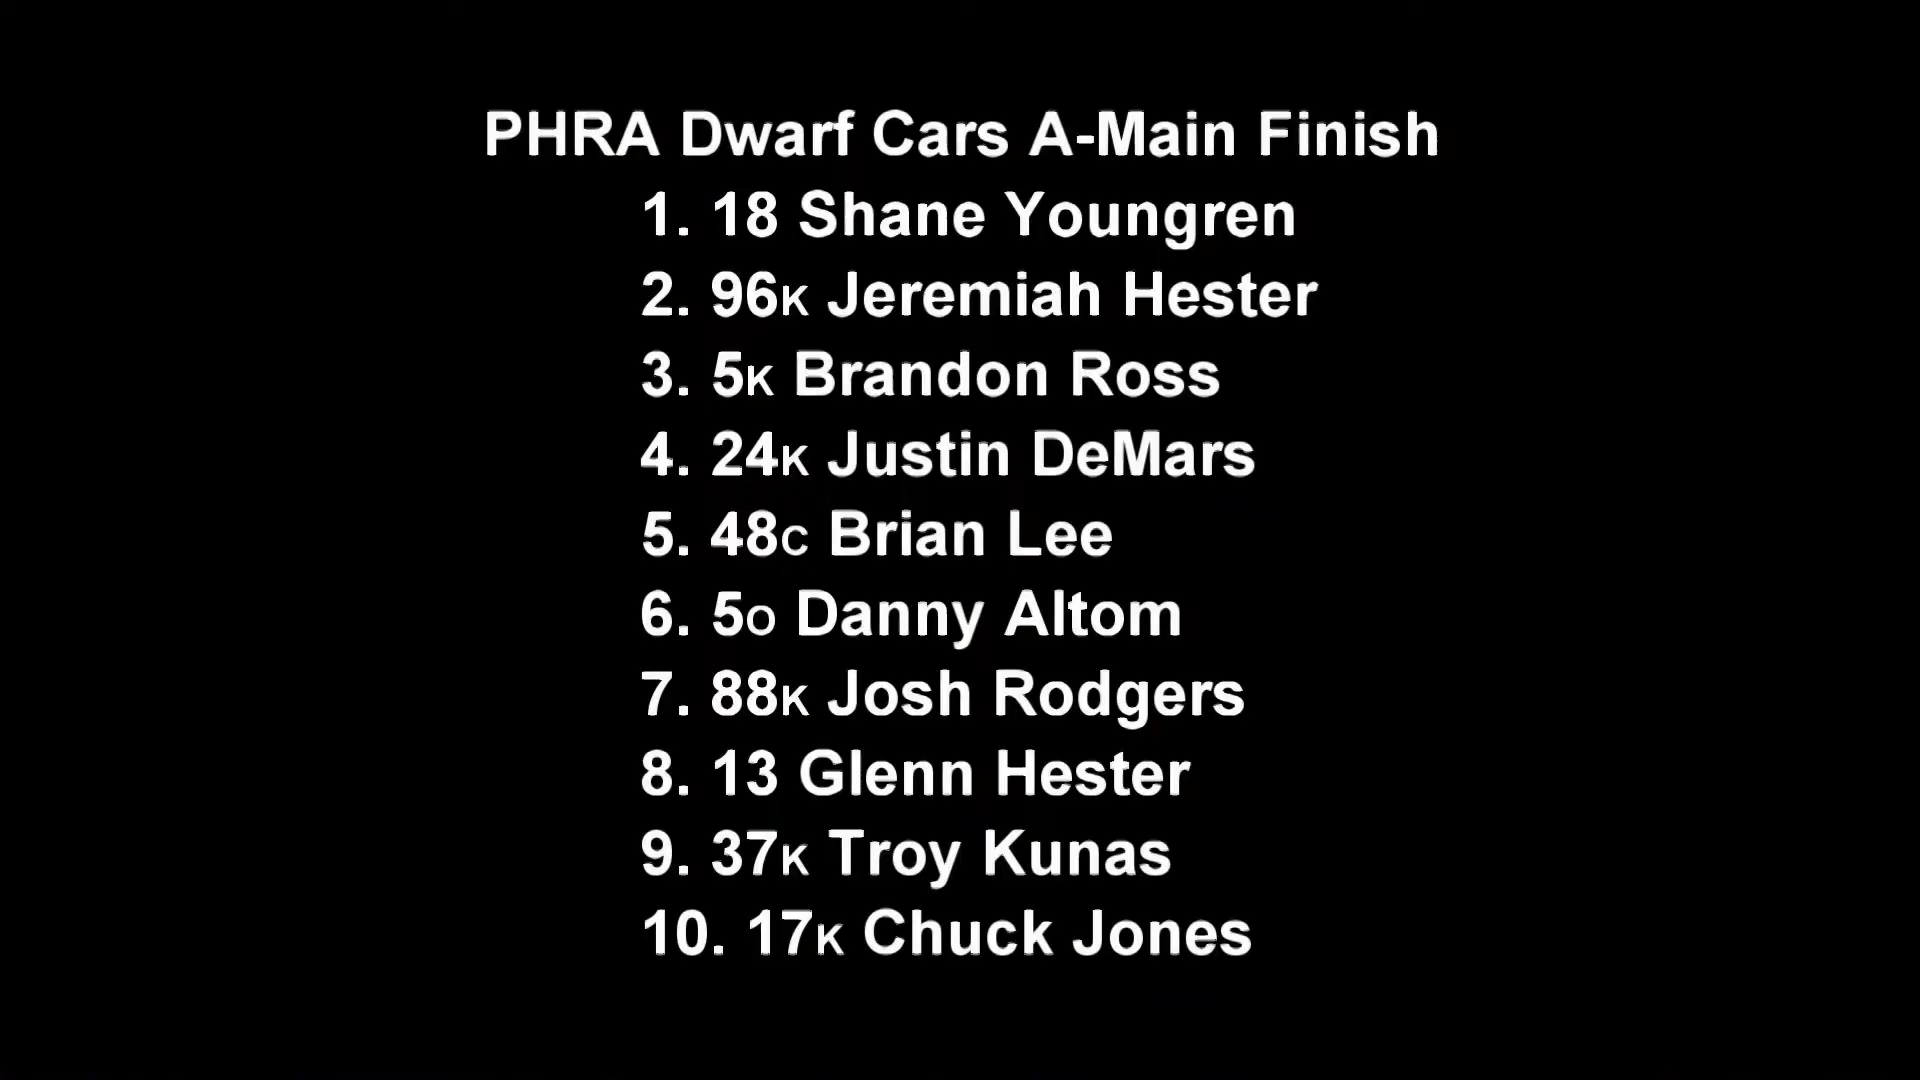 PHRA Dwarf Cars A-Main Finish
1. 18 Shane Youngren
2. 96K Jeremiah Hester
3. 5K Brandon Ross
4. 24K Justin DeMars
5. 48C Brian Lee
6. 5O Danny Altom
7. 88K Josh Rodgers
8. 13 Glenn Hester
9. 37K Troy Kunas
10. 17K Chuck Jones